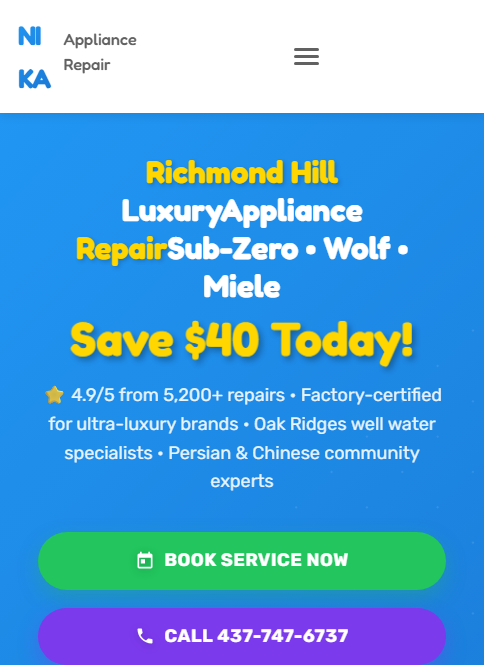 NI
KA
Appliance
Repair
Richmond Hill
LuxuryAppliance
RepairSub-Zero • Wolf •
Miele
Save $40 Today!
⭐ 4.9/5 from 5,200+ repairs • Factory-certified
for ultra-luxury brands • Oak Ridges well water
specialists • Persian & Chinese community
experts
BOOK SERVICE NOW
CALL 437-747-6737